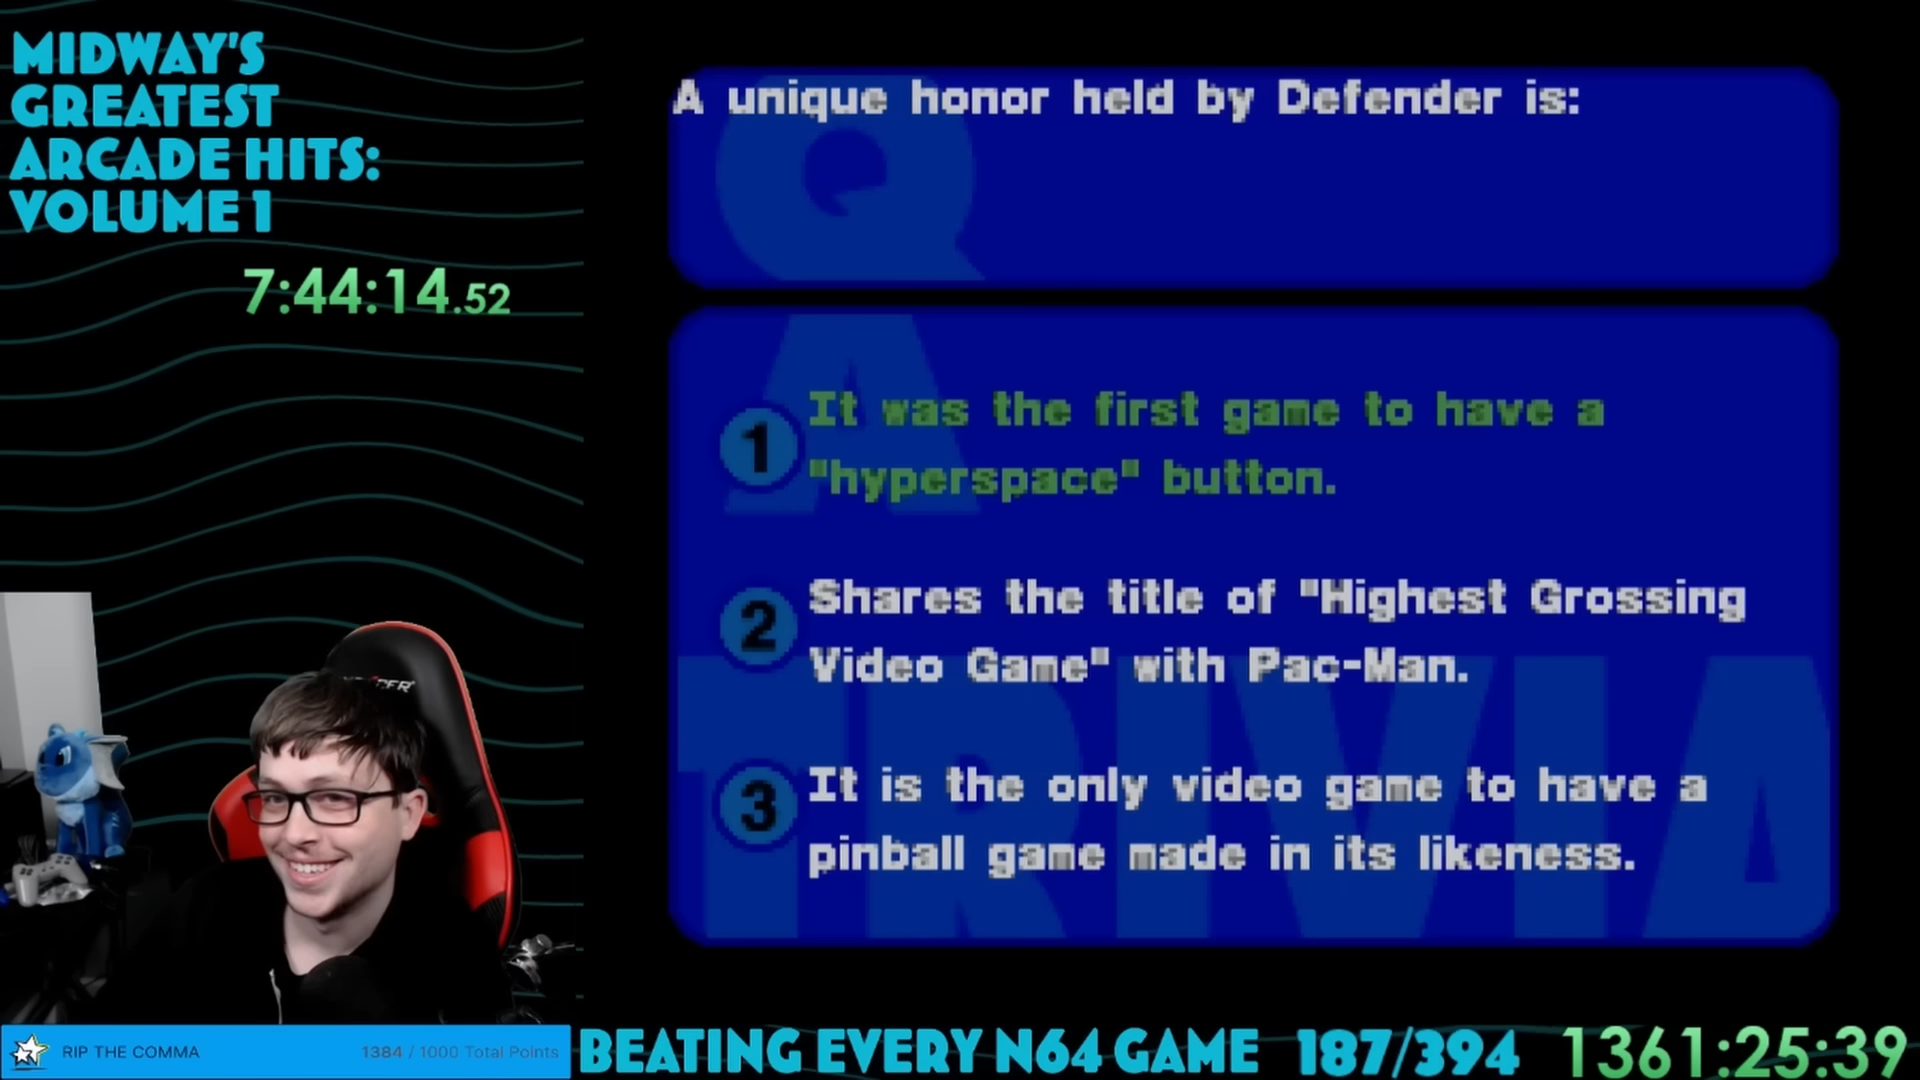 MIDWAY'S
GREATEST
ARCADE HITS:
VOLUME 1
7:44:14.52
A unique honor held by Defender is:
Q
A
1
It was the first game to have a
"hyperspace" button.
2
Shares the title of "Highest Grossing
Video Game" with Pac-Man.
3
It is the only video game to have a
pinball game made in its likeness.
TRIVIA
RIP THE COMMA 1384 / 1000 Total Points
BEATING EVERY N64 GAME 187/394 1361:25:39